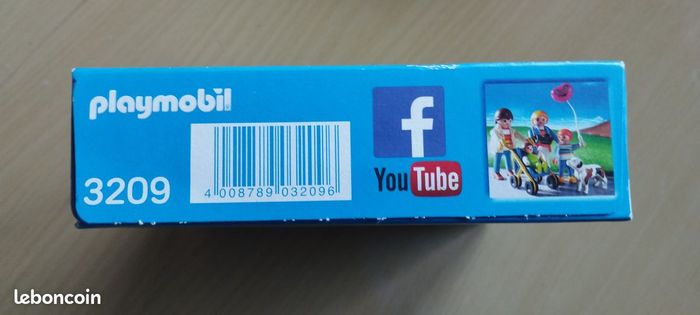 playmobil
3209
4 008789 032096
f
YouTube
leboncoin